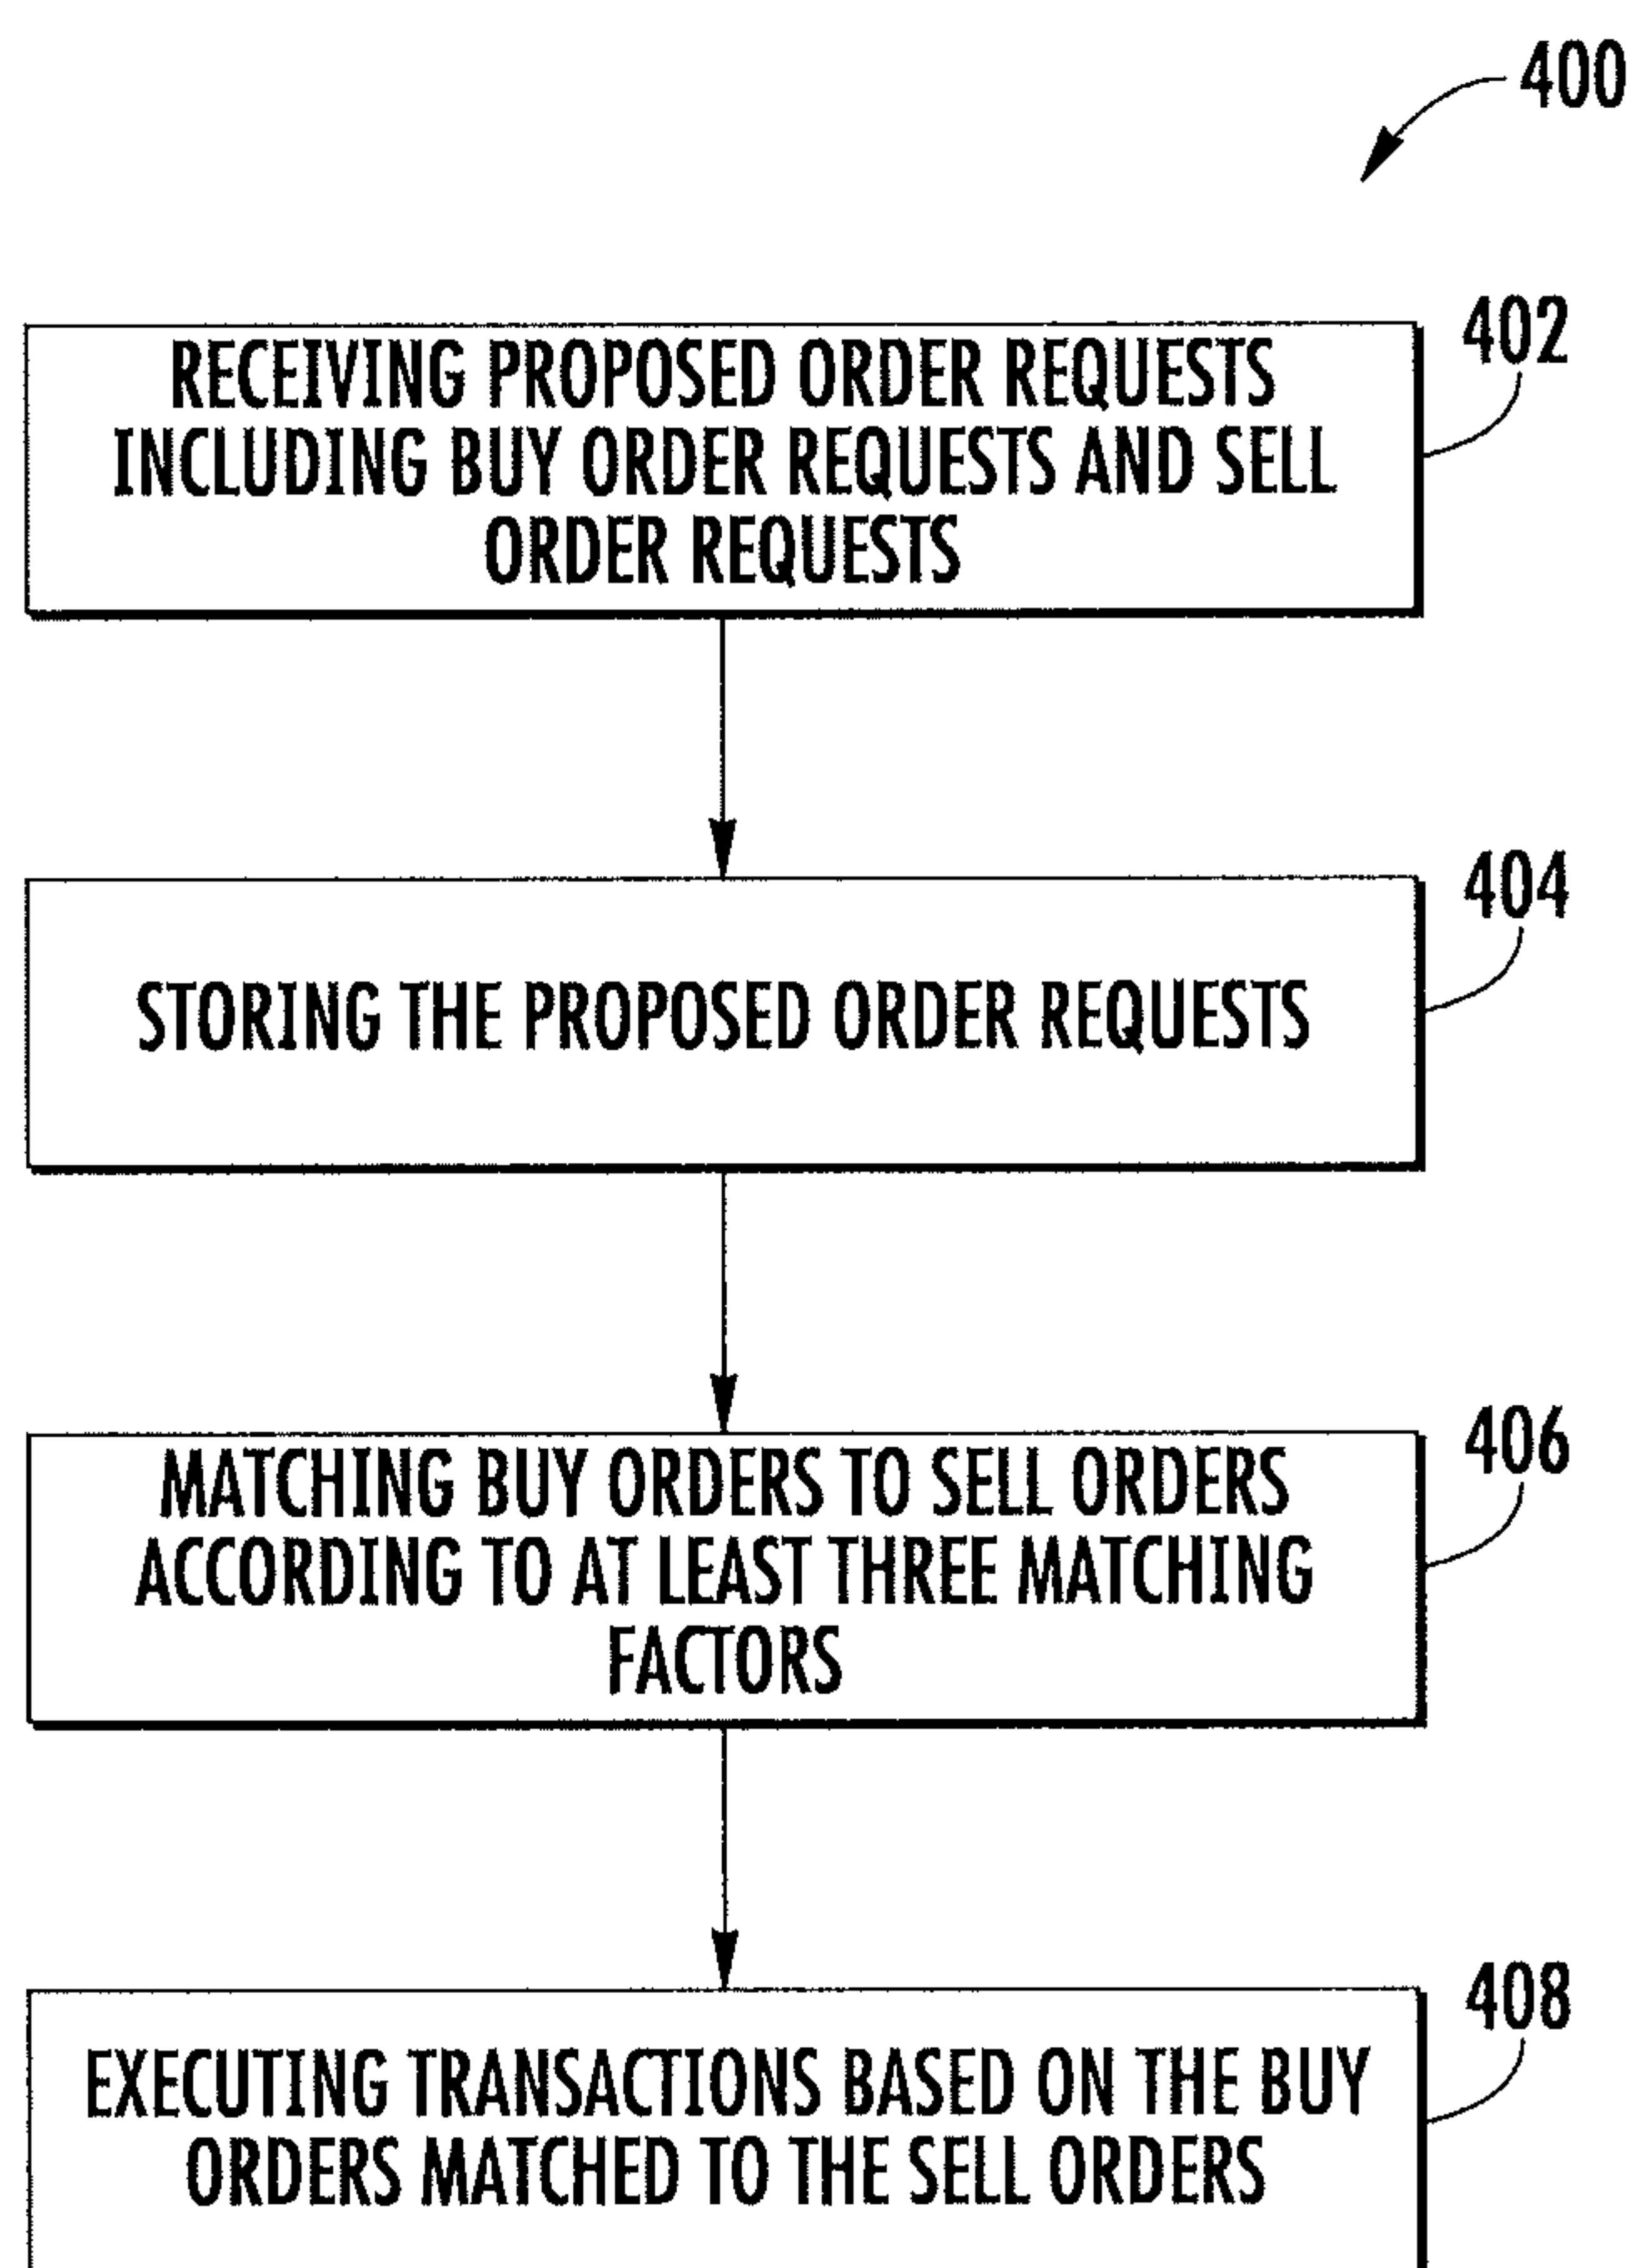 400
402
RECEIVING PROPOSED ORDER REQUESTS
INCLUDING BUY ORDER REQUESTS AND SELL
ORDER REQUESTS
404
STORING THE PROPOSED ORDER REQUESTS
406
MATCHING BUY ORDERS TO SELL ORDERS
ACCORDING TO AT LEAST THREE MATCHING
FACTORS
408
EXECUTING TRANSACTIONS BASED ON THE BUY
ORDERS MATCHED TO THE SELL ORDERS